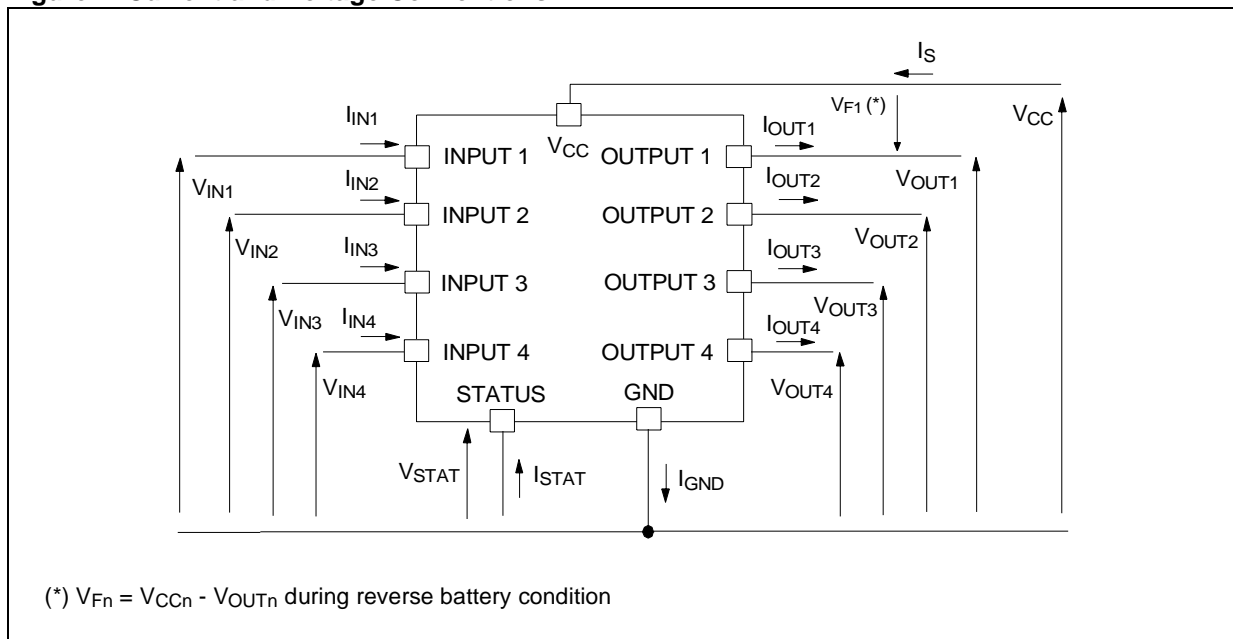 I_S
V_F1 (*)
V_CC
I_IN1
V_CC
I_OUT1
INPUT 1
OUTPUT 1
V_IN1
V_OUT1
I_IN2
I_OUT2
INPUT 2
OUTPUT 2
V_IN2
V_OUT2
I_IN3
I_OUT3
INPUT 3
OUTPUT 3
V_IN3
V_OUT3
I_IN4
I_OUT4
INPUT 4
OUTPUT 4
V_IN4
V_OUT4
STATUS
GND
V_STAT
I_STAT
I_GND
(*) V_Fn = V_CCn - V_OUTn during reverse battery condition